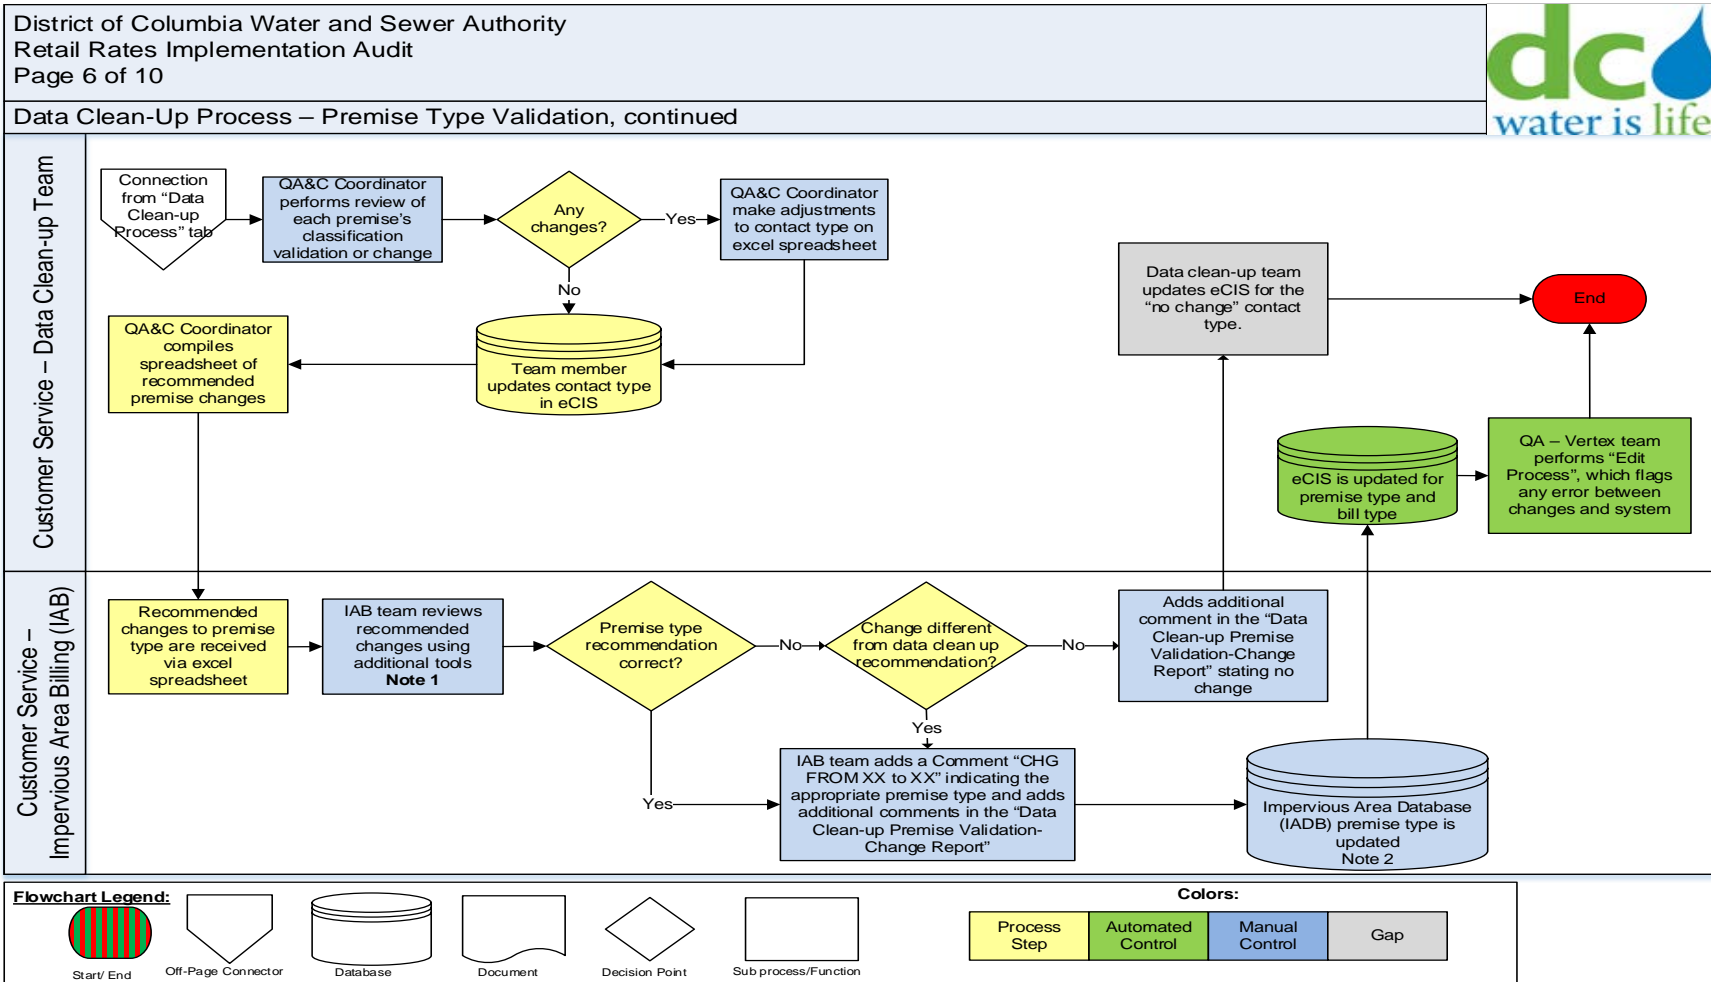 District of Columbia Water and Sewer Authority
Retail Rates Implementation Audit
Page 6 of 10
dc
water is life
Data Clean-Up Process – Premise Type Validation, continued
Customer Service – Data Clean-up Team
Connection
from “Data
Clean-up
Process” tab
QA&C Coordinator
performs review of
each premise’s
classification
validation or change
Any
changes?
Yes
No
QA&C Coordinator
make adjustments
to contact type on
excel spreadsheet
Team member
updates contact type
in eCIS
QA&C Coordinator
compiles
spreadsheet of
recommended
premise changes
Data clean-up team
updates eCIS for the
“no change” contact
type.
End
eCIS is updated for
premise type and
bill type
QA – Vertex team
performs “Edit
Process”, which flags
any error between
changes and system
Customer Service –
Impervious Area Billing (IAB)
Recommended
changes to premise
type are received
via excel
spreadsheet
IAB team reviews
recommended
changes using
additional tools
Note 1
Premise type
recommendation
correct?
No
Yes
Change different
from data clean up
recommendation?
No
Yes
Adds additional
comment in the “Data
Clean-up Premise
Validation-Change
Report” stating no
change
IAB team adds a Comment “CHG
FROM XX to XX” indicating the
appropriate premise type and adds
additional comments in the “Data
Clean-up Premise Validation-
Change Report”
Impervious Area Database
(IADB) premise type is
updated
Note 2
Flowchart Legend:
Start/ End
Off-Page Connector
Database
Document
Decision Point
Sub process/Function
Colors:
Process
Step
Automated
Control
Manual
Control
Gap